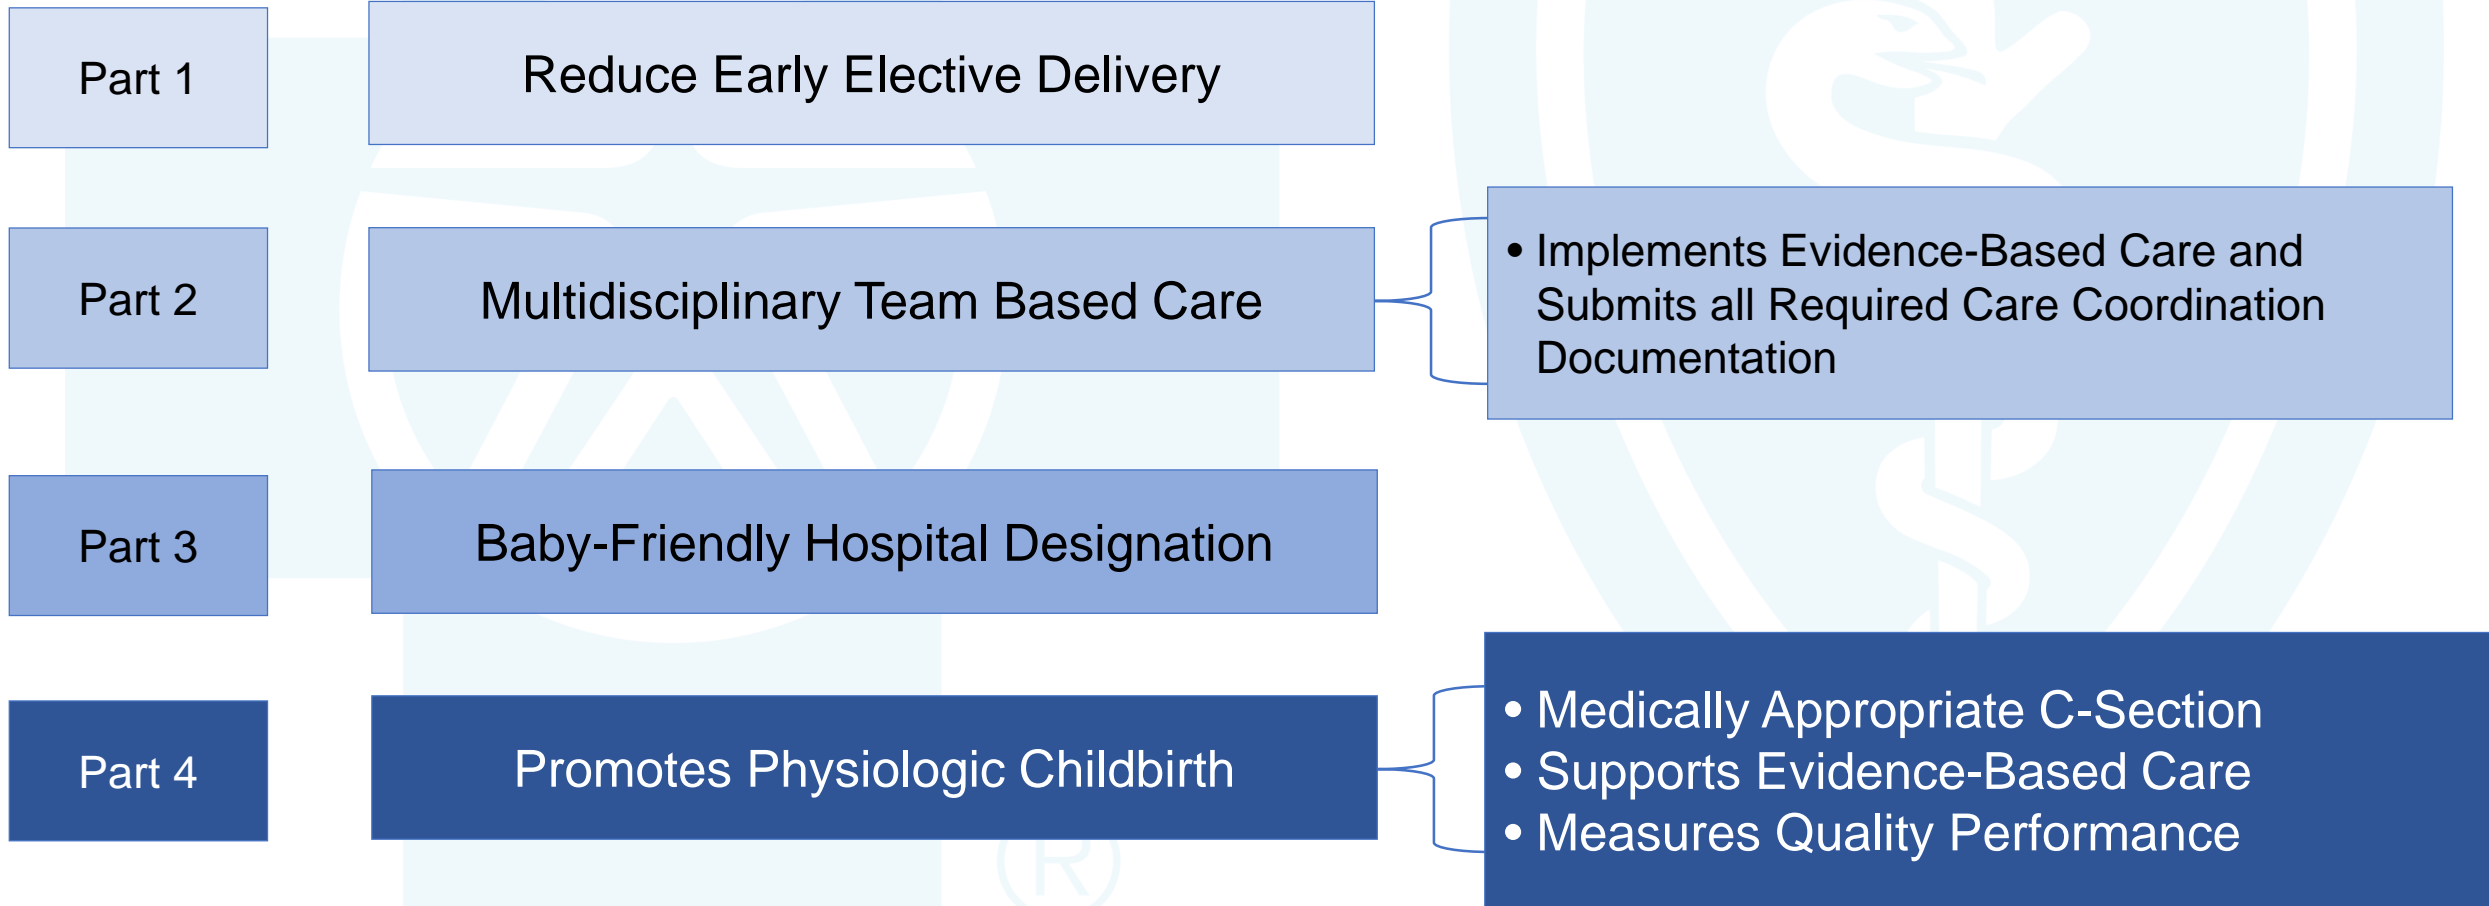 Part 1
Reduce Early Elective Delivery
Part 2
Multidisciplinary Team Based Care
• Implements Evidence-Based Care and
Submits all Required Care Coordination
Documentation
Part 3
Baby-Friendly Hospital Designation
Part 4
Promotes Physiologic Childbirth
• Medically Appropriate C-Section
• Supports Evidence-Based Care
• Measures Quality Performance
®